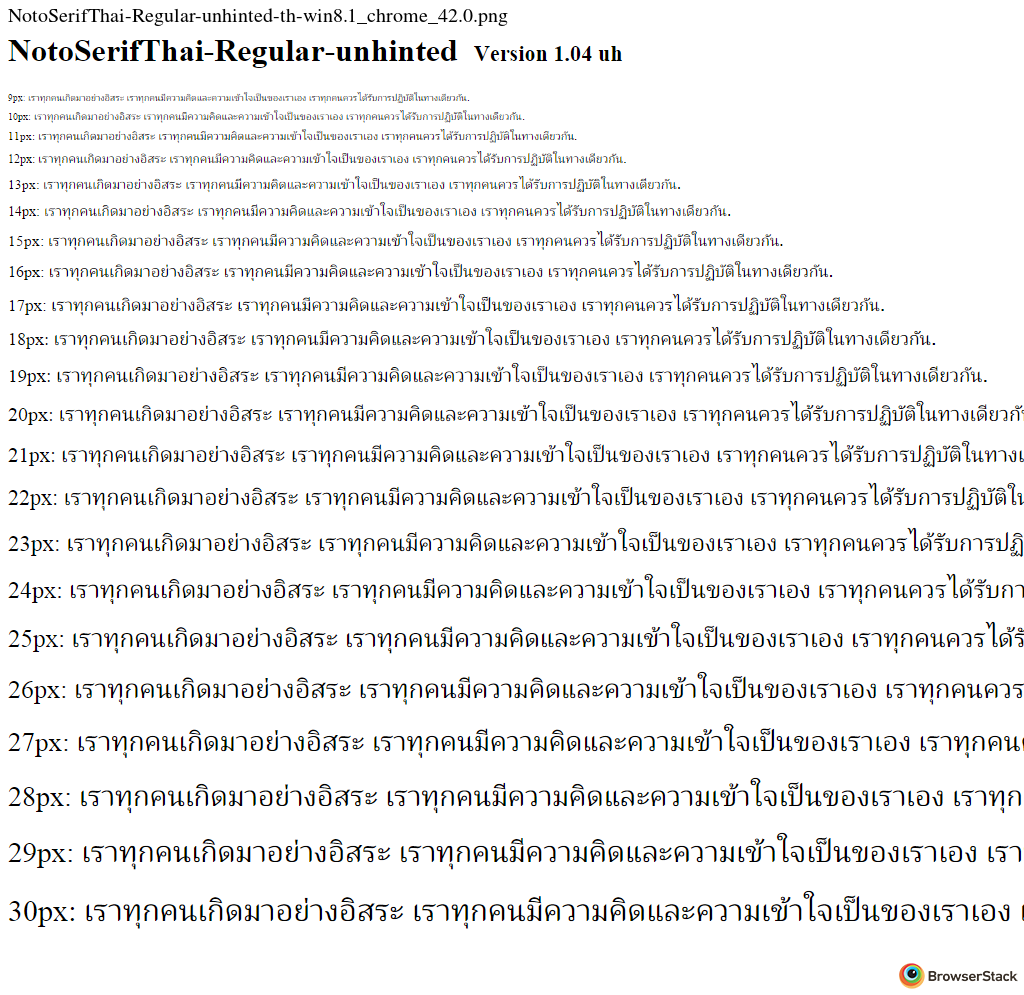 NotoSerifThai-Regular-unhinted-th-win8.1_chrome_42.0.png
NotoSerifThai-Regular-unhinted Version 1.04 uh
9px: เราทุกคนเกิดมาอย่างอิสระ เราทุกคนมีความคิดและความเข้าใจเป็นของเราเอง เราทุกคนควรได้รับการปฏิบัติในทางเดียวกัน.
10px: เราทุกคนเกิดมาอย่างอิสระ เราทุกคนมีความคิดและความเข้าใจเป็นของเราเอง เราทุกคนควรได้รับการปฏิบัติในทางเดียวกัน.
11px: เราทุกคนเกิดมาอย่างอิสระ เราทุกคนมีความคิดและความเข้าใจเป็นของเราเอง เราทุกคนควรได้รับการปฏิบัติในทางเดียวกัน.
12px: เราทุกคนเกิดมาอย่างอิสระ เราทุกคนมีความคิดและความเข้าใจเป็นของเราเอง เราทุกคนควรได้รับการปฏิบัติในทางเดียวกัน.
13px: เราทุกคนเกิดมาอย่างอิสระ เราทุกคนมีความคิดและความเข้าใจเป็นของเราเอง เราทุกคนควรได้รับการปฏิบัติในทางเดียวกัน.
14px: เราทุกคนเกิดมาอย่างอิสระ เราทุกคนมีความคิดและความเข้าใจเป็นของเราเอง เราทุกคนควรได้รับการปฏิบัติในทางเดียวกัน.
15px: เราทุกคนเกิดมาอย่างอิสระ เราทุกคนมีความคิดและความเข้าใจเป็นของเราเอง เราทุกคนควรได้รับการปฏิบัติในทางเดียวกัน.
16px: เราทุกคนเกิดมาอย่างอิสระ เราทุกคนมีความคิดและความเข้าใจเป็นของเราเอง เราทุกคนควรได้รับการปฏิบัติในทางเดียวกัน.
17px: เราทุกคนเกิดมาอย่างอิสระ เราทุกคนมีความคิดและความเข้าใจเป็นของเราเอง เราทุกคนควรได้รับการปฏิบัติในทางเดียวกัน.
18px: เราทุกคนเกิดมาอย่างอิสระ เราทุกคนมีความคิดและความเข้าใจเป็นของเราเอง เราทุกคนควรได้รับการปฏิบัติในทางเดียวกัน.
19px: เราทุกคนเกิดมาอย่างอิสระ เราทุกคนมีความคิดและความเข้าใจเป็นของเราเอง เราทุกคนควรได้รับการปฏิบัติในทางเดียวกัน.
20px: เราทุกคนเกิดมาอย่างอิสระ เราทุกคนมีความคิดและความเข้าใจเป็นของเราเอง เราทุกคนควรได้รับการปฏิบัติในทางเดียวกั
21px: เราทุกคนเกิดมาอย่างอิสระ เราทุกคนมีความคิดและความเข้าใจเป็นของเราเอง เราทุกคนควรได้รับการปฏิบัติในทาง
22px: เราทุกคนเกิดมาอย่างอิสระ เราทุกคนมีความคิดและความเข้าใจเป็นของเราเอง เราทุกคนควรได้รับการปฏิบัติใน
23px: เราทุกคนเกิดมาอย่างอิสระ เราทุกคนมีความคิดและความเข้าใจเป็นของเราเอง เราทุกคนควรได้รับการปฏิ
24px: เราทุกคนเกิดมาอย่างอิสระ เราทุกคนมีความคิดและความเข้าใจเป็นของเราเอง เราทุกคนควรได้รับกา
25px: เราทุกคนเกิดมาอย่างอิสระ เราทุกคนมีความคิดและความเข้าใจเป็นของเราเอง เราทุกคนควรได้รั
26px: เราทุกคนเกิดมาอย่างอิสระ เราทุกคนมีความคิดและความเข้าใจเป็นของเราเอง เราทุกคนควร
27px: เราทุกคนเกิดมาอย่างอิสระ เราทุกคนมีความคิดและความเข้าใจเป็นของเราเอง เราทุกคน
28px: เราทุกคนเกิดมาอย่างอิสระ เราทุกคนมีความคิดและความเข้าใจเป็นของเราเอง เราทุก
29px: เราทุกคนเกิดมาอย่างอิสระ เราทุกคนมีความคิดและความเข้าใจเป็นของเราเอง เรา
30px: เราทุกคนเกิดมาอย่างอิสระ เราทุกคนมีความคิดและความเข้าใจเป็นของเราเอง เ
BrowserStack